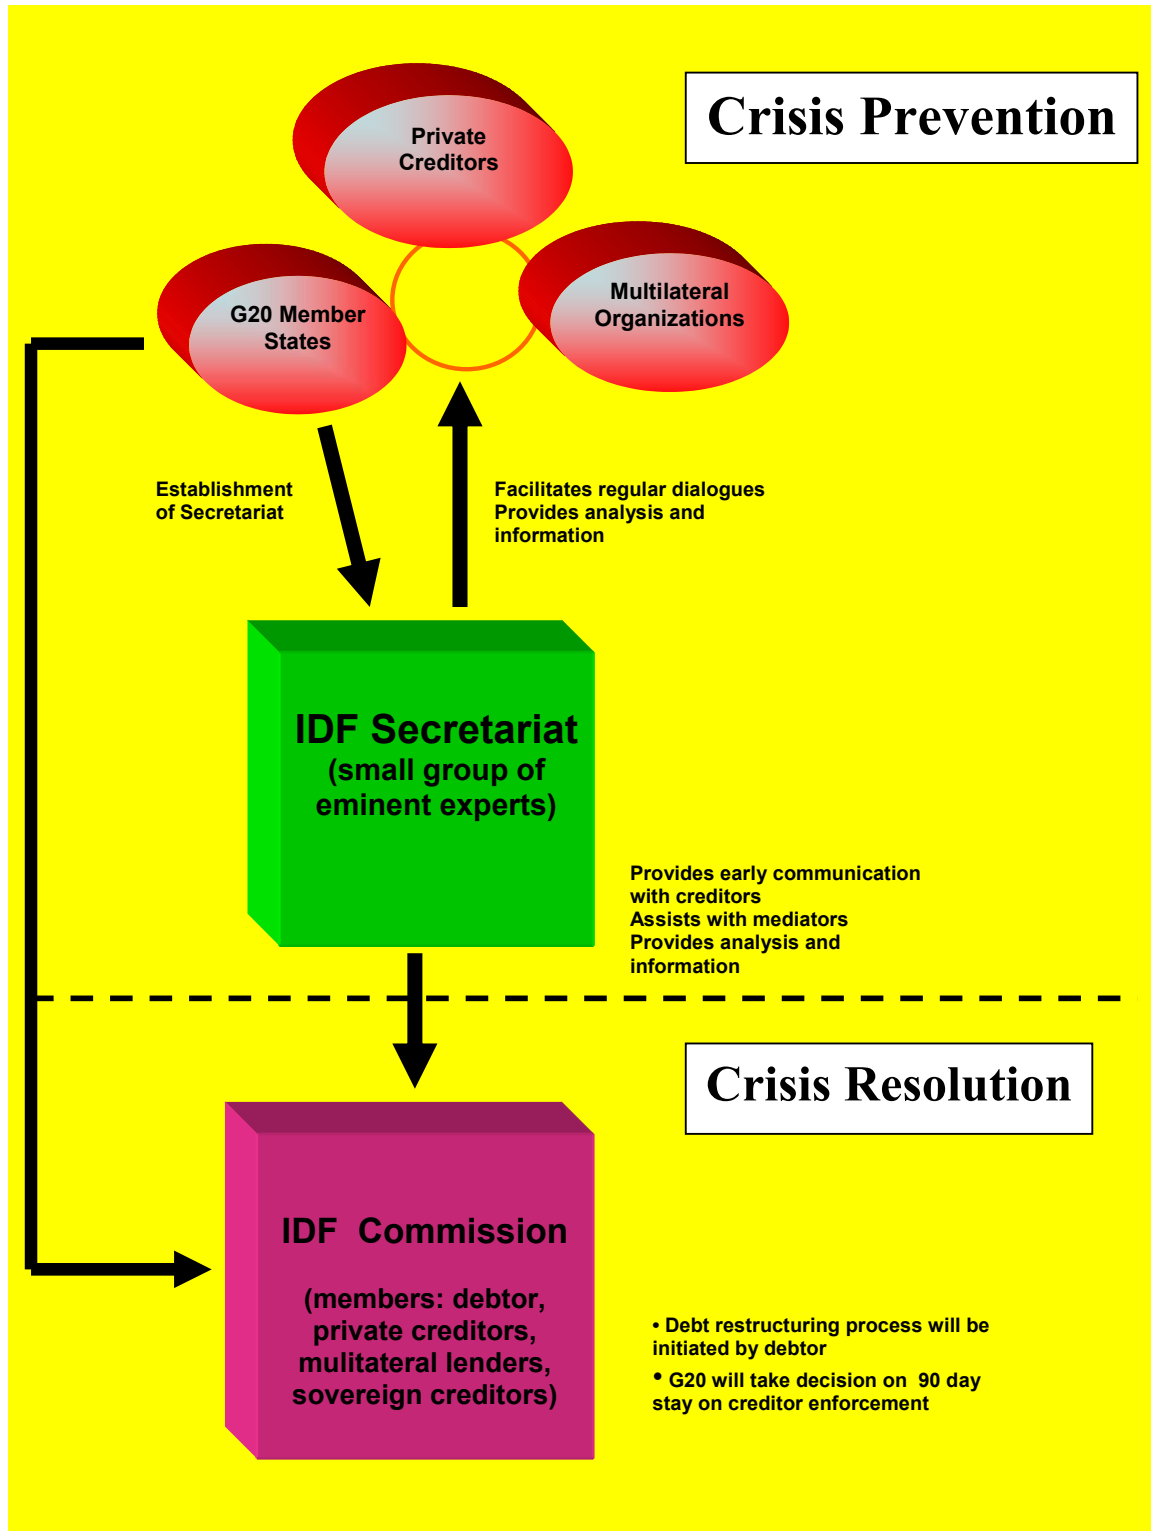 Crisis Prevention
Private
Creditors
G20 Member
States
Multilateral
Organizations
Establishment
of Secretariat
Facilitates regular dialogues
Provides analysis and
information
IDF Secretariat
(small group of
eminent experts)
Provides early communication
with creditors
Assists with mediators
Provides analysis and
information
Crisis Resolution
IDF  Commission
(members: debtor,
private creditors,
mulitateral lenders,
sovereign creditors)
• Debt restructuring process will be
initiated by debtor
• G20 will take decision on  90 day
stay on creditor enforcement